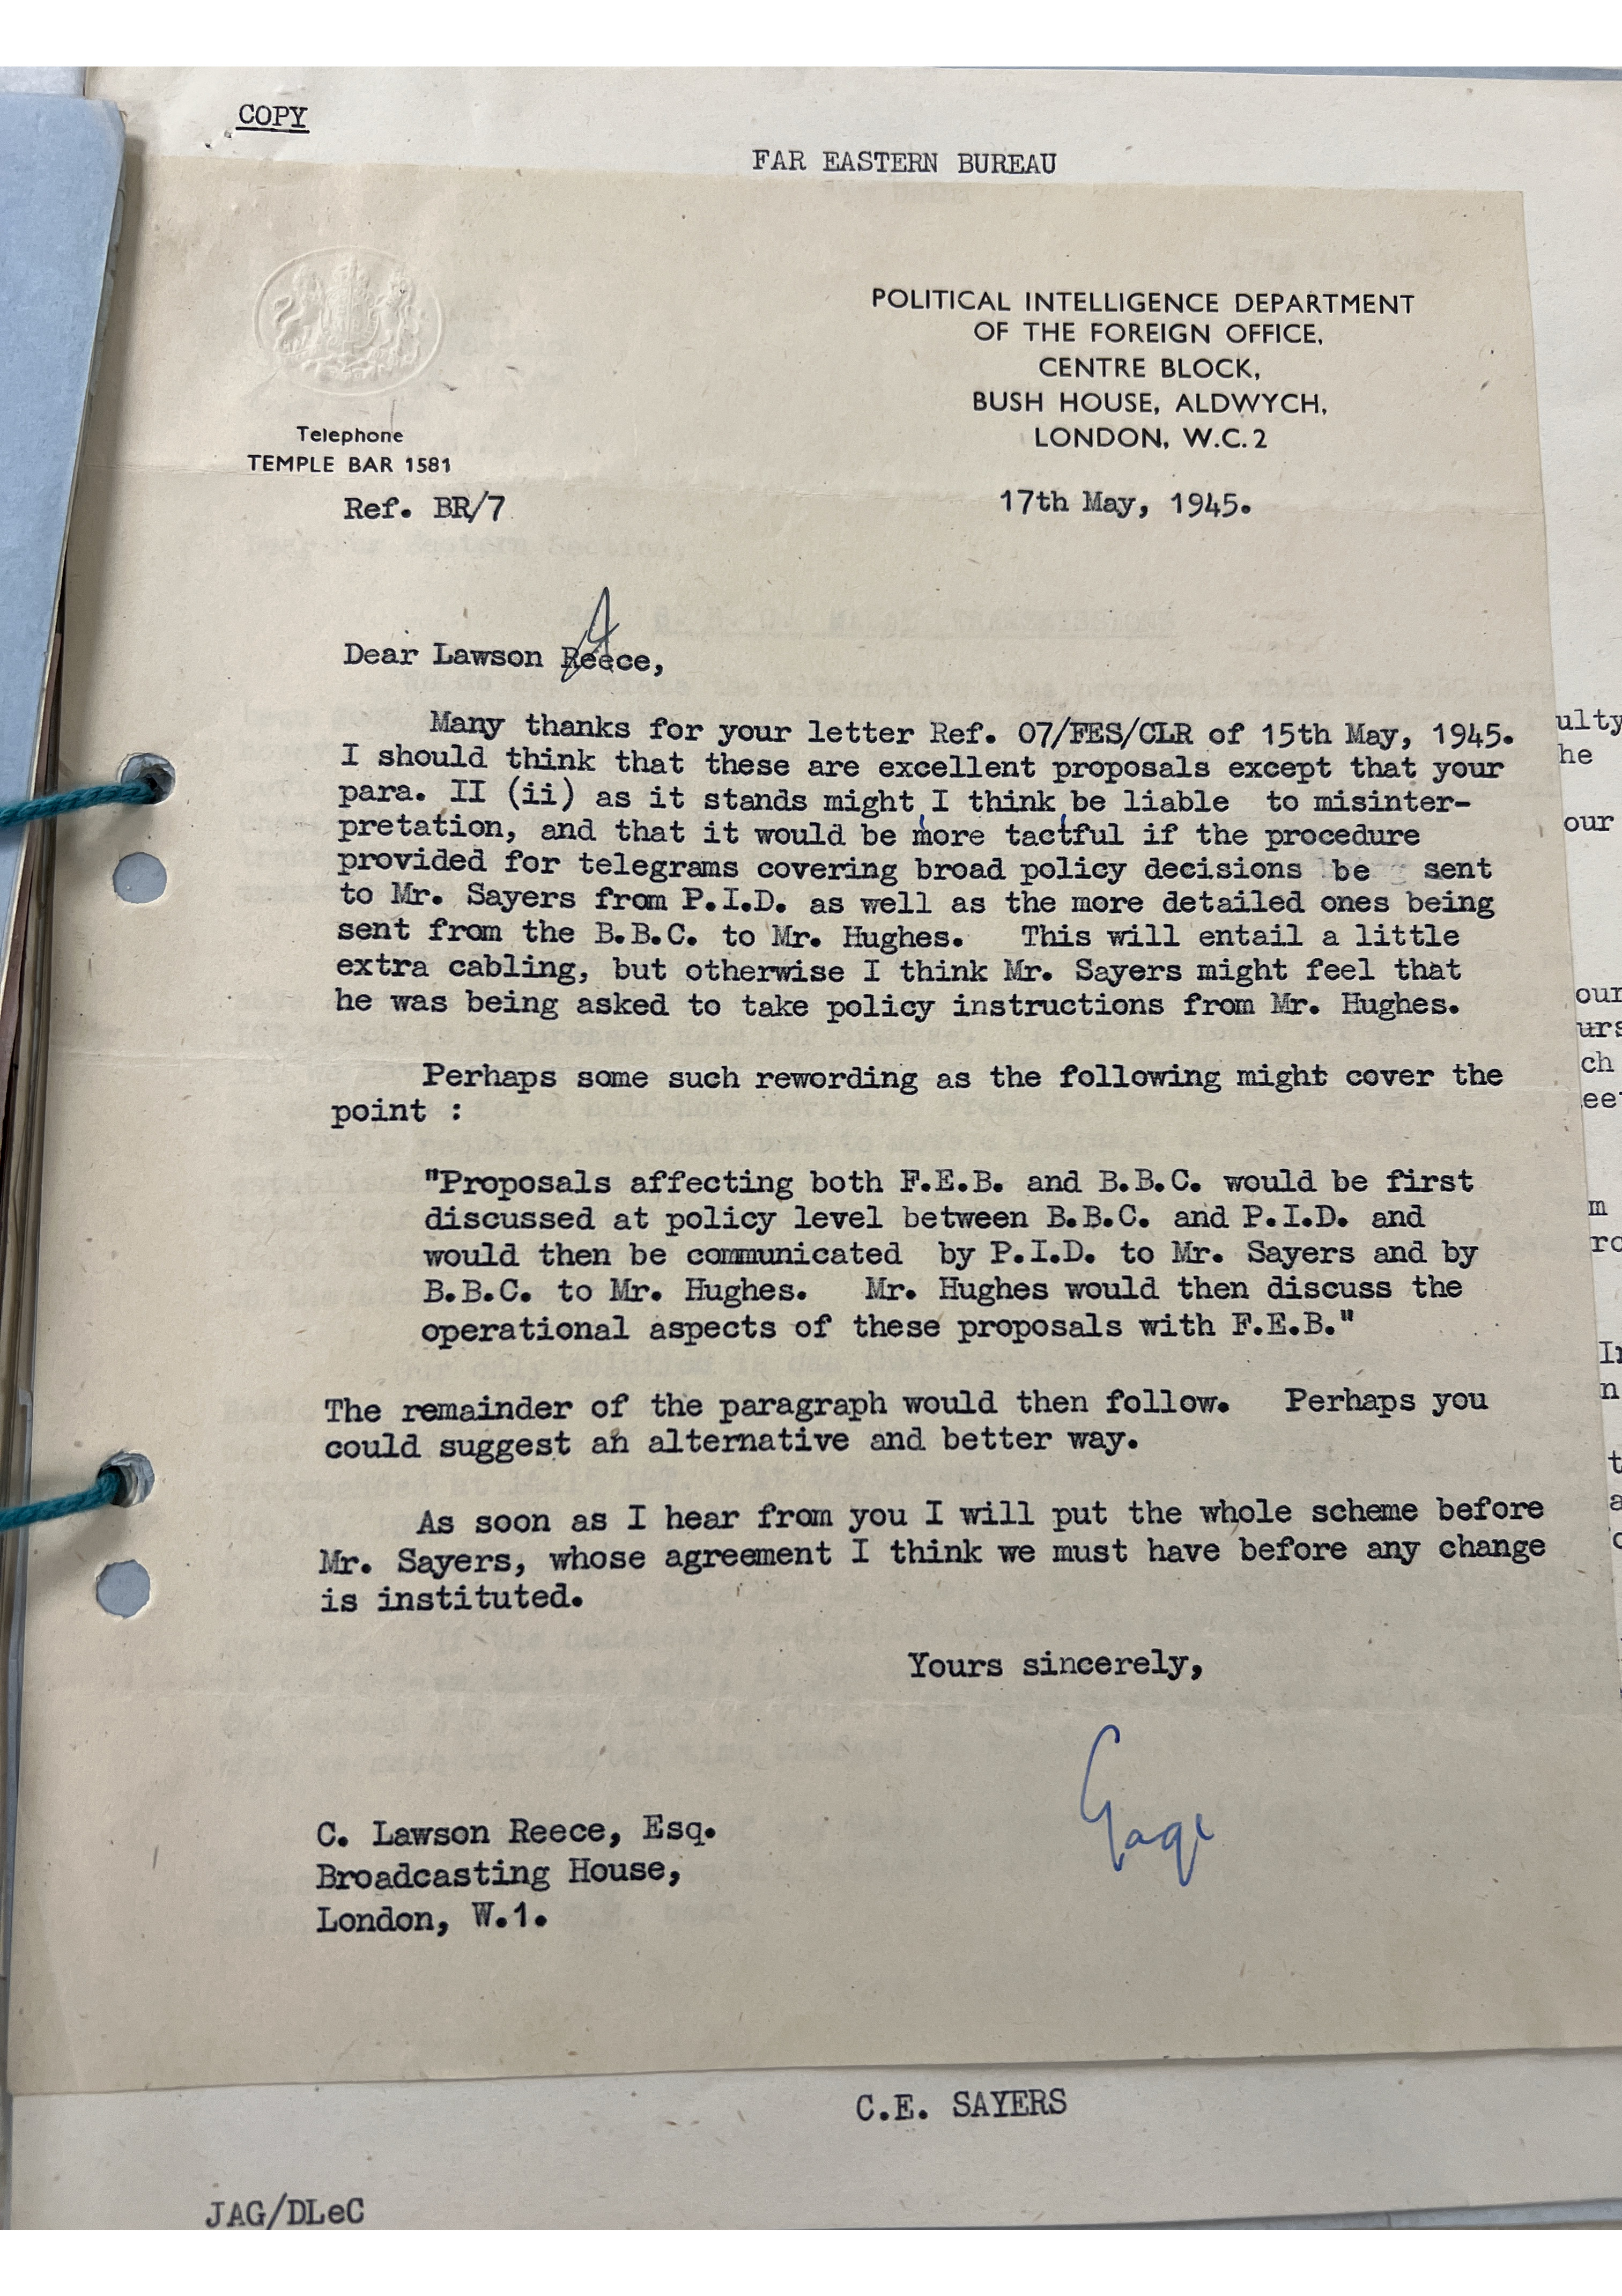 COPY
FAR EASTERN BUREAU
POLITICAL INTELLIGENCE DEPARTMENT
OF THE FOREIGN OFFICE,
CENTRE BLOCK,
BUSH HOUSE, ALDWYCH,
LONDON, W.C.2
Telephone
TEMPLE BAR 1581
Ref. BR/7
17th May, 1945.
Dear Lawson Reece,
Many thanks for your letter Ref. 07/FES/CLR of 15th May, 1945.
I should think that these are excellent proposals except that your
para. II (ii) as it stands might, I think, be liable to misinter-
pretation, and that it would be more tactful if the procedure
provided for telegrams covering broad policy decisions be sent
to Mr. Sayers from P.I.D. as well as the more detailed ones being
sent from the B.B.C. to Mr. Hughes. This will entail a little
extra cabling, but otherwise I think Mr. Sayers might feel that
he was being asked to take policy instructions from Mr. Hughes.
Perhaps some such rewording as the following might cover the
point :
"Proposals affecting both F.E.B. and B.B.C. would be first
discussed at policy level between B.B.C. and P.I.D. and
would then be communicated by P.I.D. to Mr. Sayers and by
B.B.C. to Mr. Hughes. Mr. Hughes would then discuss the
operational aspects of these proposals with F.E.B."
The remainder of the paragraph would then follow. Perhaps you
could suggest an alternative and better way.
As soon as I hear from you I will put the whole scheme before
Mr. Sayers, whose agreement I think we must have before any change
is instituted.
Yours sincerely,
Gage
C. Lawson Reece, Esq.
Broadcasting House,
London, W.1.
C.E. SAYERS
JAG/DLeC